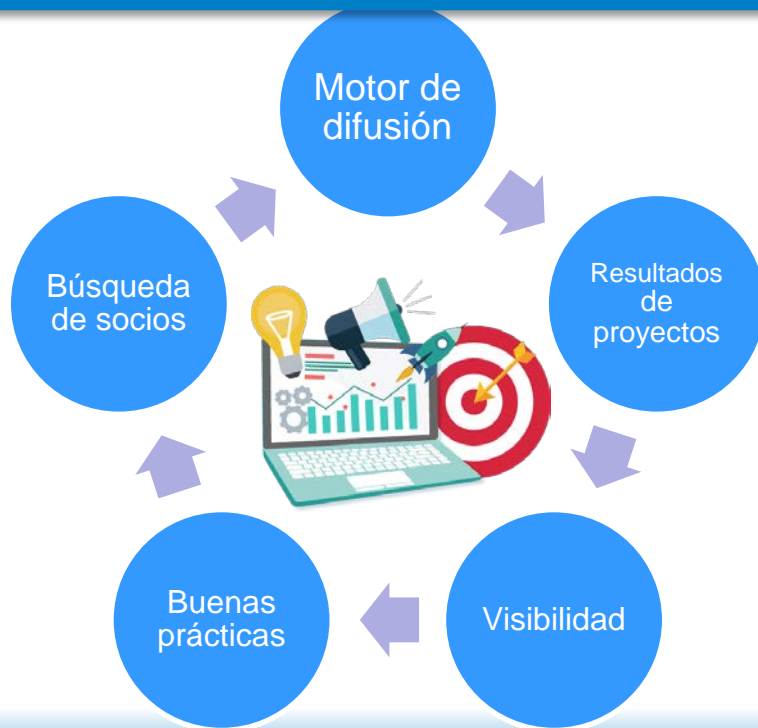 Motor de
difusión
Resultados
de
proyectos
Visibilidad
Buenas
prácticas
Búsqueda
de socios